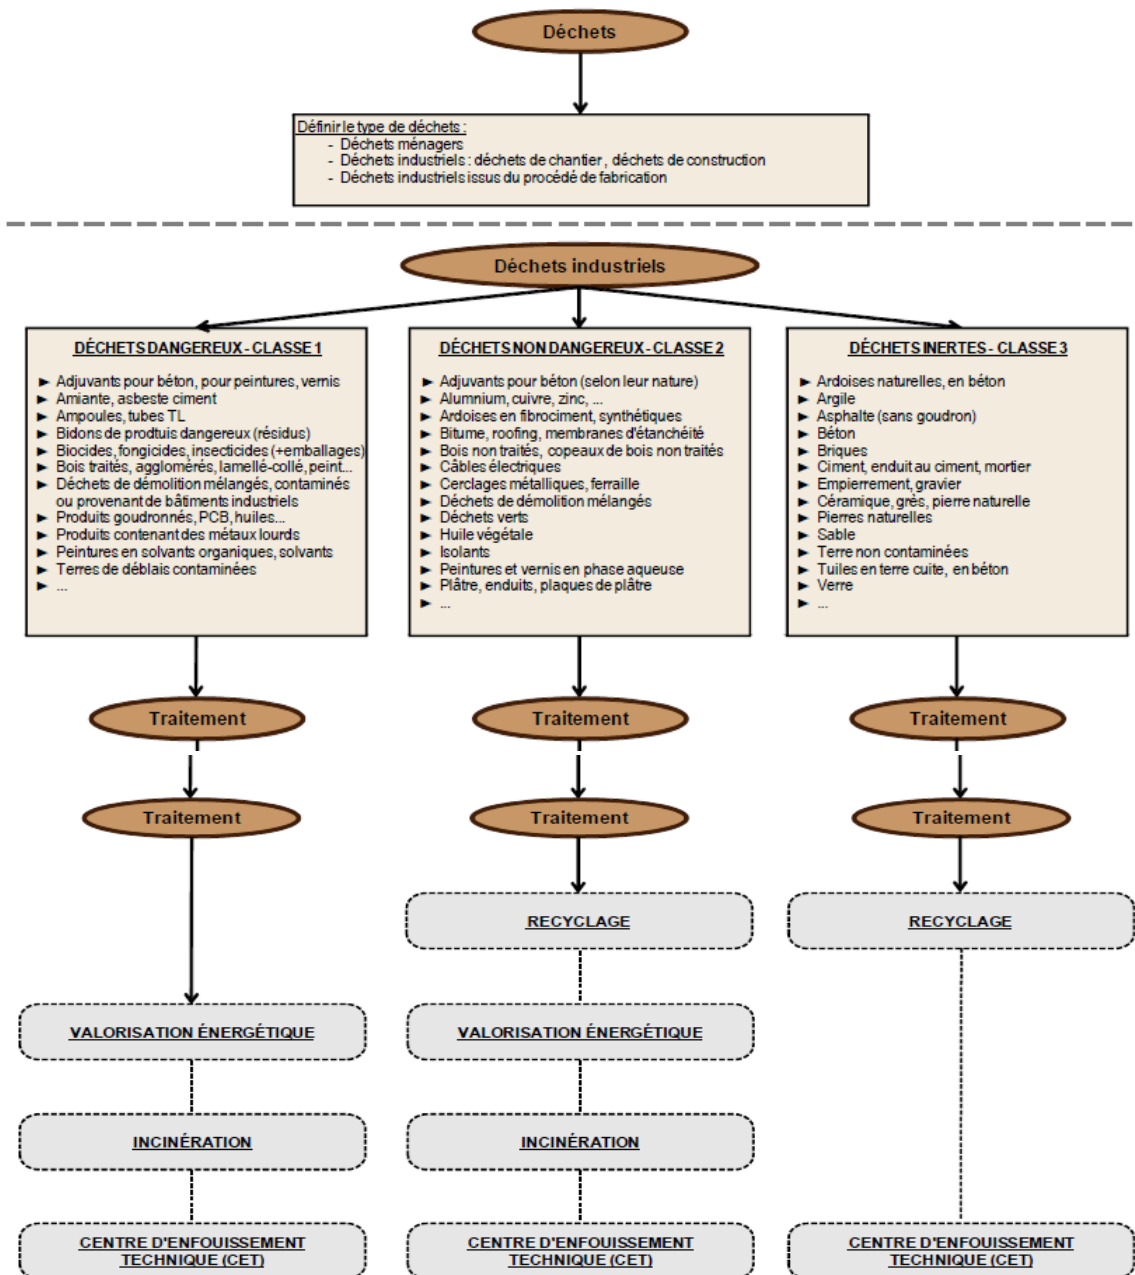 Déchets
Définir le type de déchets :
- Déchets ménagers
- Déchets industriels : déchets de chantier , déchets de construction
- Déchets industriels issus du procédé de fabrication
Déchets industriels
DÉCHETS DANGEREUX - CLASSE 1
► Adjuvants pour béton, pour peintures, vernis
► Amiante, asbeste ciment
► Ampoules, tubes TL
► Bidons de produtis dangereux (résidus)
► Biocides, fongicides, insecticides (+emballages)
► Bois traités, agglomérés, lamellé-collé, peint...
► Déchets de démolition mélangés, contaminés
ou provenant de bâtiments industriels
► Produits goudronnés, PCB, huiles...
► Produits contenant des métaux lourds
► Peintures en solvants organiques, solvants
► Terres de déblais contaminées
► ...
DÉCHETS NON DANGEREUX - CLASSE 2
► Adjuvants pour béton (selon leur nature)
► Alumnium, cuivre, zinc, ...
► Ardoises en fibrociment, synthétiques
► Bitume, roofing, membranes d'étanchéité
► Bois non traités, copeaux de bois non traités
► Câbles électriques
► Cerclages métalliques, ferraille
► Déchets de démolition mélangés
► Déchets verts
► Huile végétale
► Isolants
► Peintures et vernis en phase aqueuse
► Plâtre, enduits, plaques de plâtre
► ...
DÉCHETS INERTES - CLASSE 3
► Ardoises naturelles, en béton
► Argile
► Asphalte (sans goudron)
► Béton
► Briques
► Ciment, enduit au ciment, mortier
► Empierrement, gravier
► Céramique, grès, pierre naturelle
► Pierres naturelles
► Sable
► Terre non contaminées
► Tuiles en terre cuite, en béton
► Verre
► ...
Traitement
Traitement
Traitement
Traitement
Traitement
Traitement
RECYCLAGE
RECYCLAGE
VALORISATION ÉNERGÉTIQUE
VALORISATION ÉNERGÉTIQUE
INCINÉRATION
INCINÉRATION
CENTRE D'ENFOUISSEMENT
TECHNIQUE (CET)
CENTRE D'ENFOUISSEMENT
TECHNIQUE (CET)
CENTRE D'ENFOUISSEMENT
TECHNIQUE (CET)